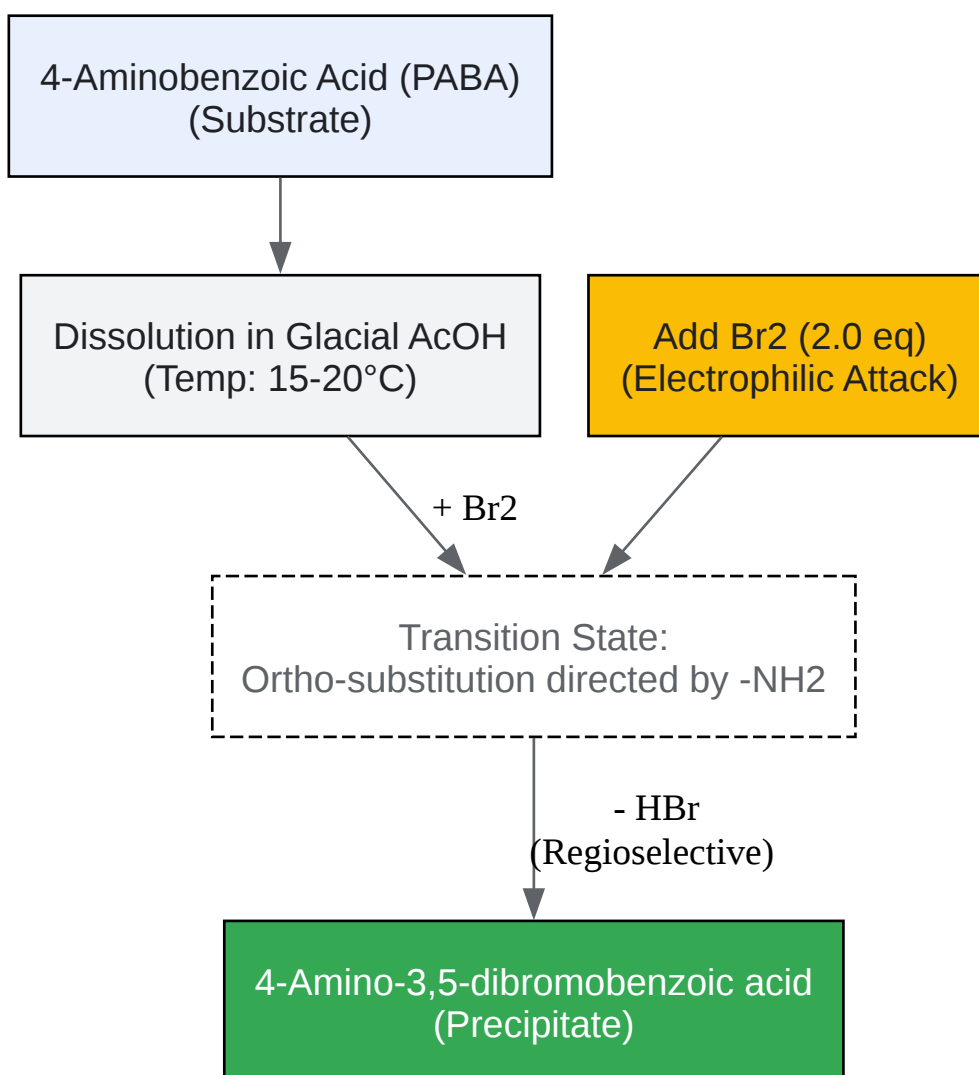 4-Aminobenzoic Acid (PABA)
(Substrate)
Dissolution in Glacial AcOH
(Temp: 15-20°C)
Add Br2 (2.0 eq)
(Electrophilic Attack)
+ Br2
Transition State:
Ortho-substitution directed by -NH2
- HBr
(Regioselective)
4-Amino-3,5-dibromobenzoic acid
(Precipitate)